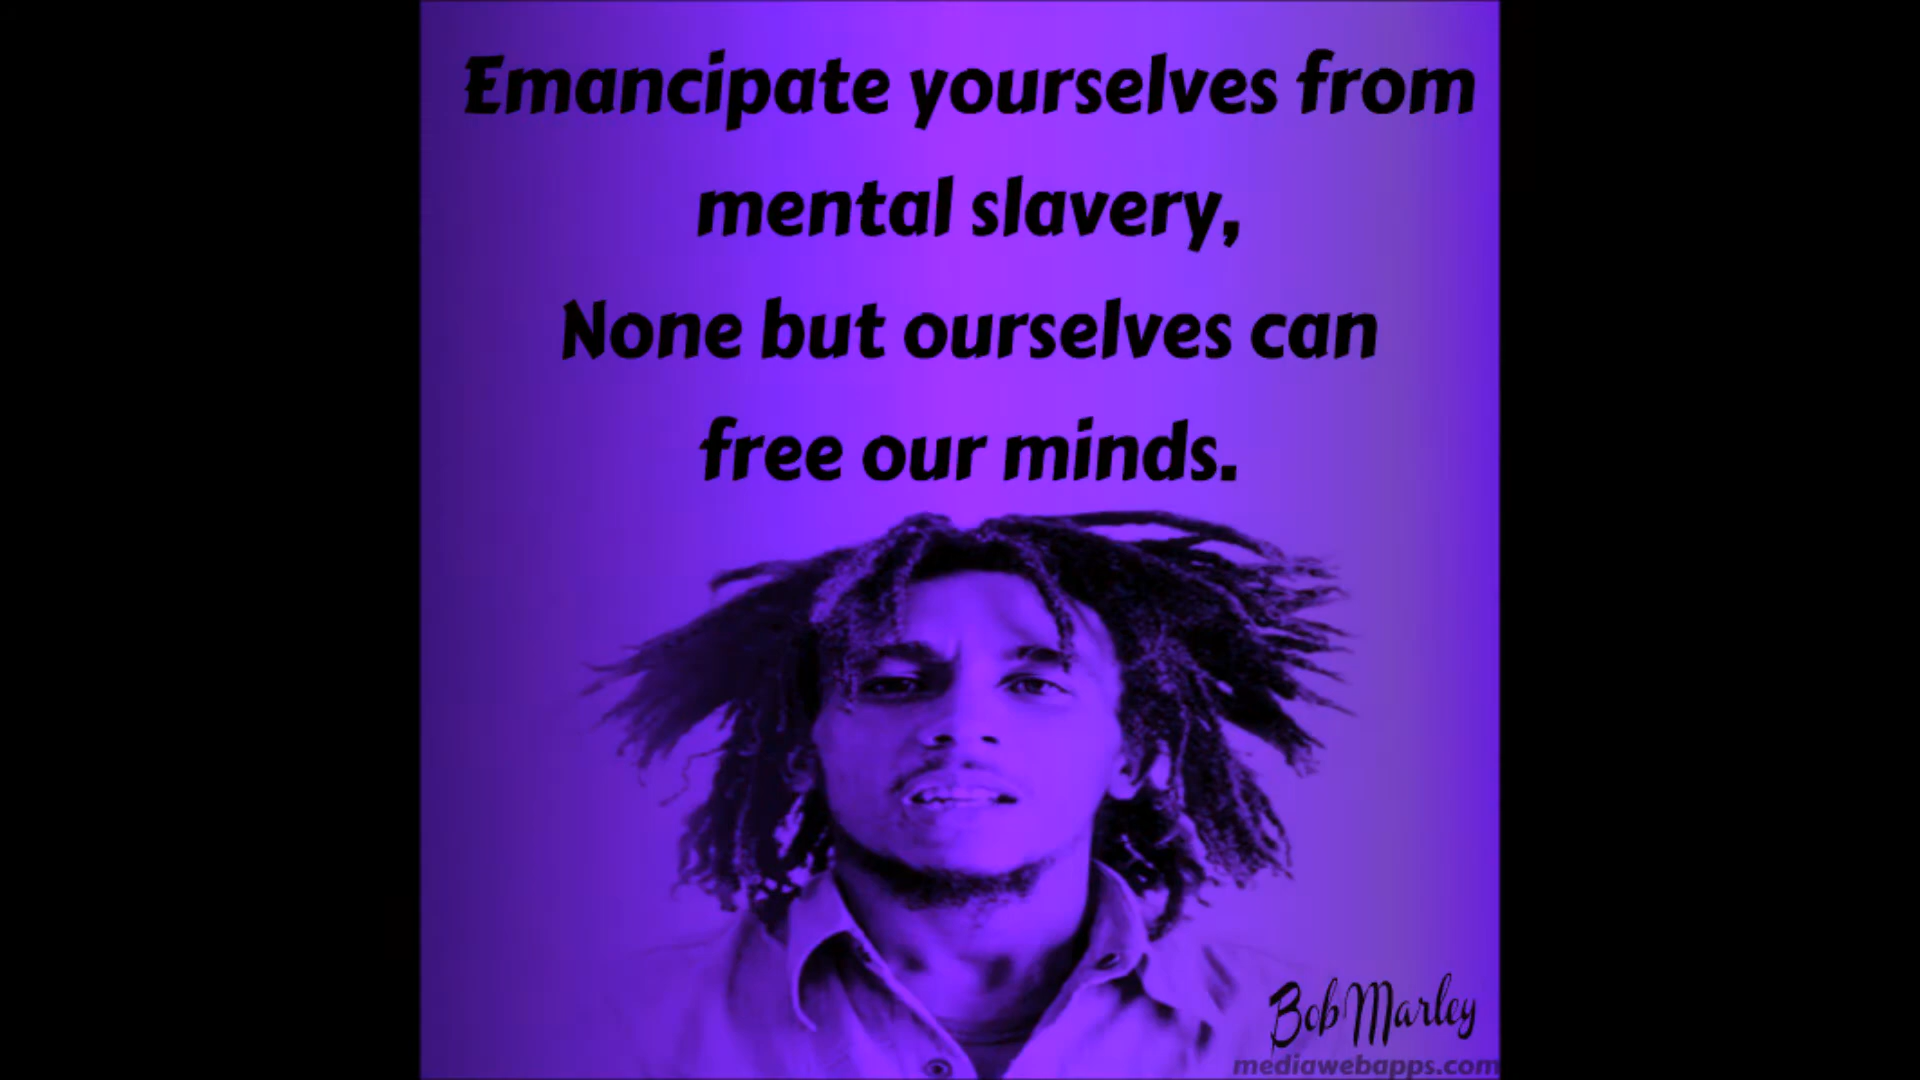 Emancipate yourselves from
mental slavery,
None but ourselves can
free our minds.
Bob Marley
mediawebapps.com